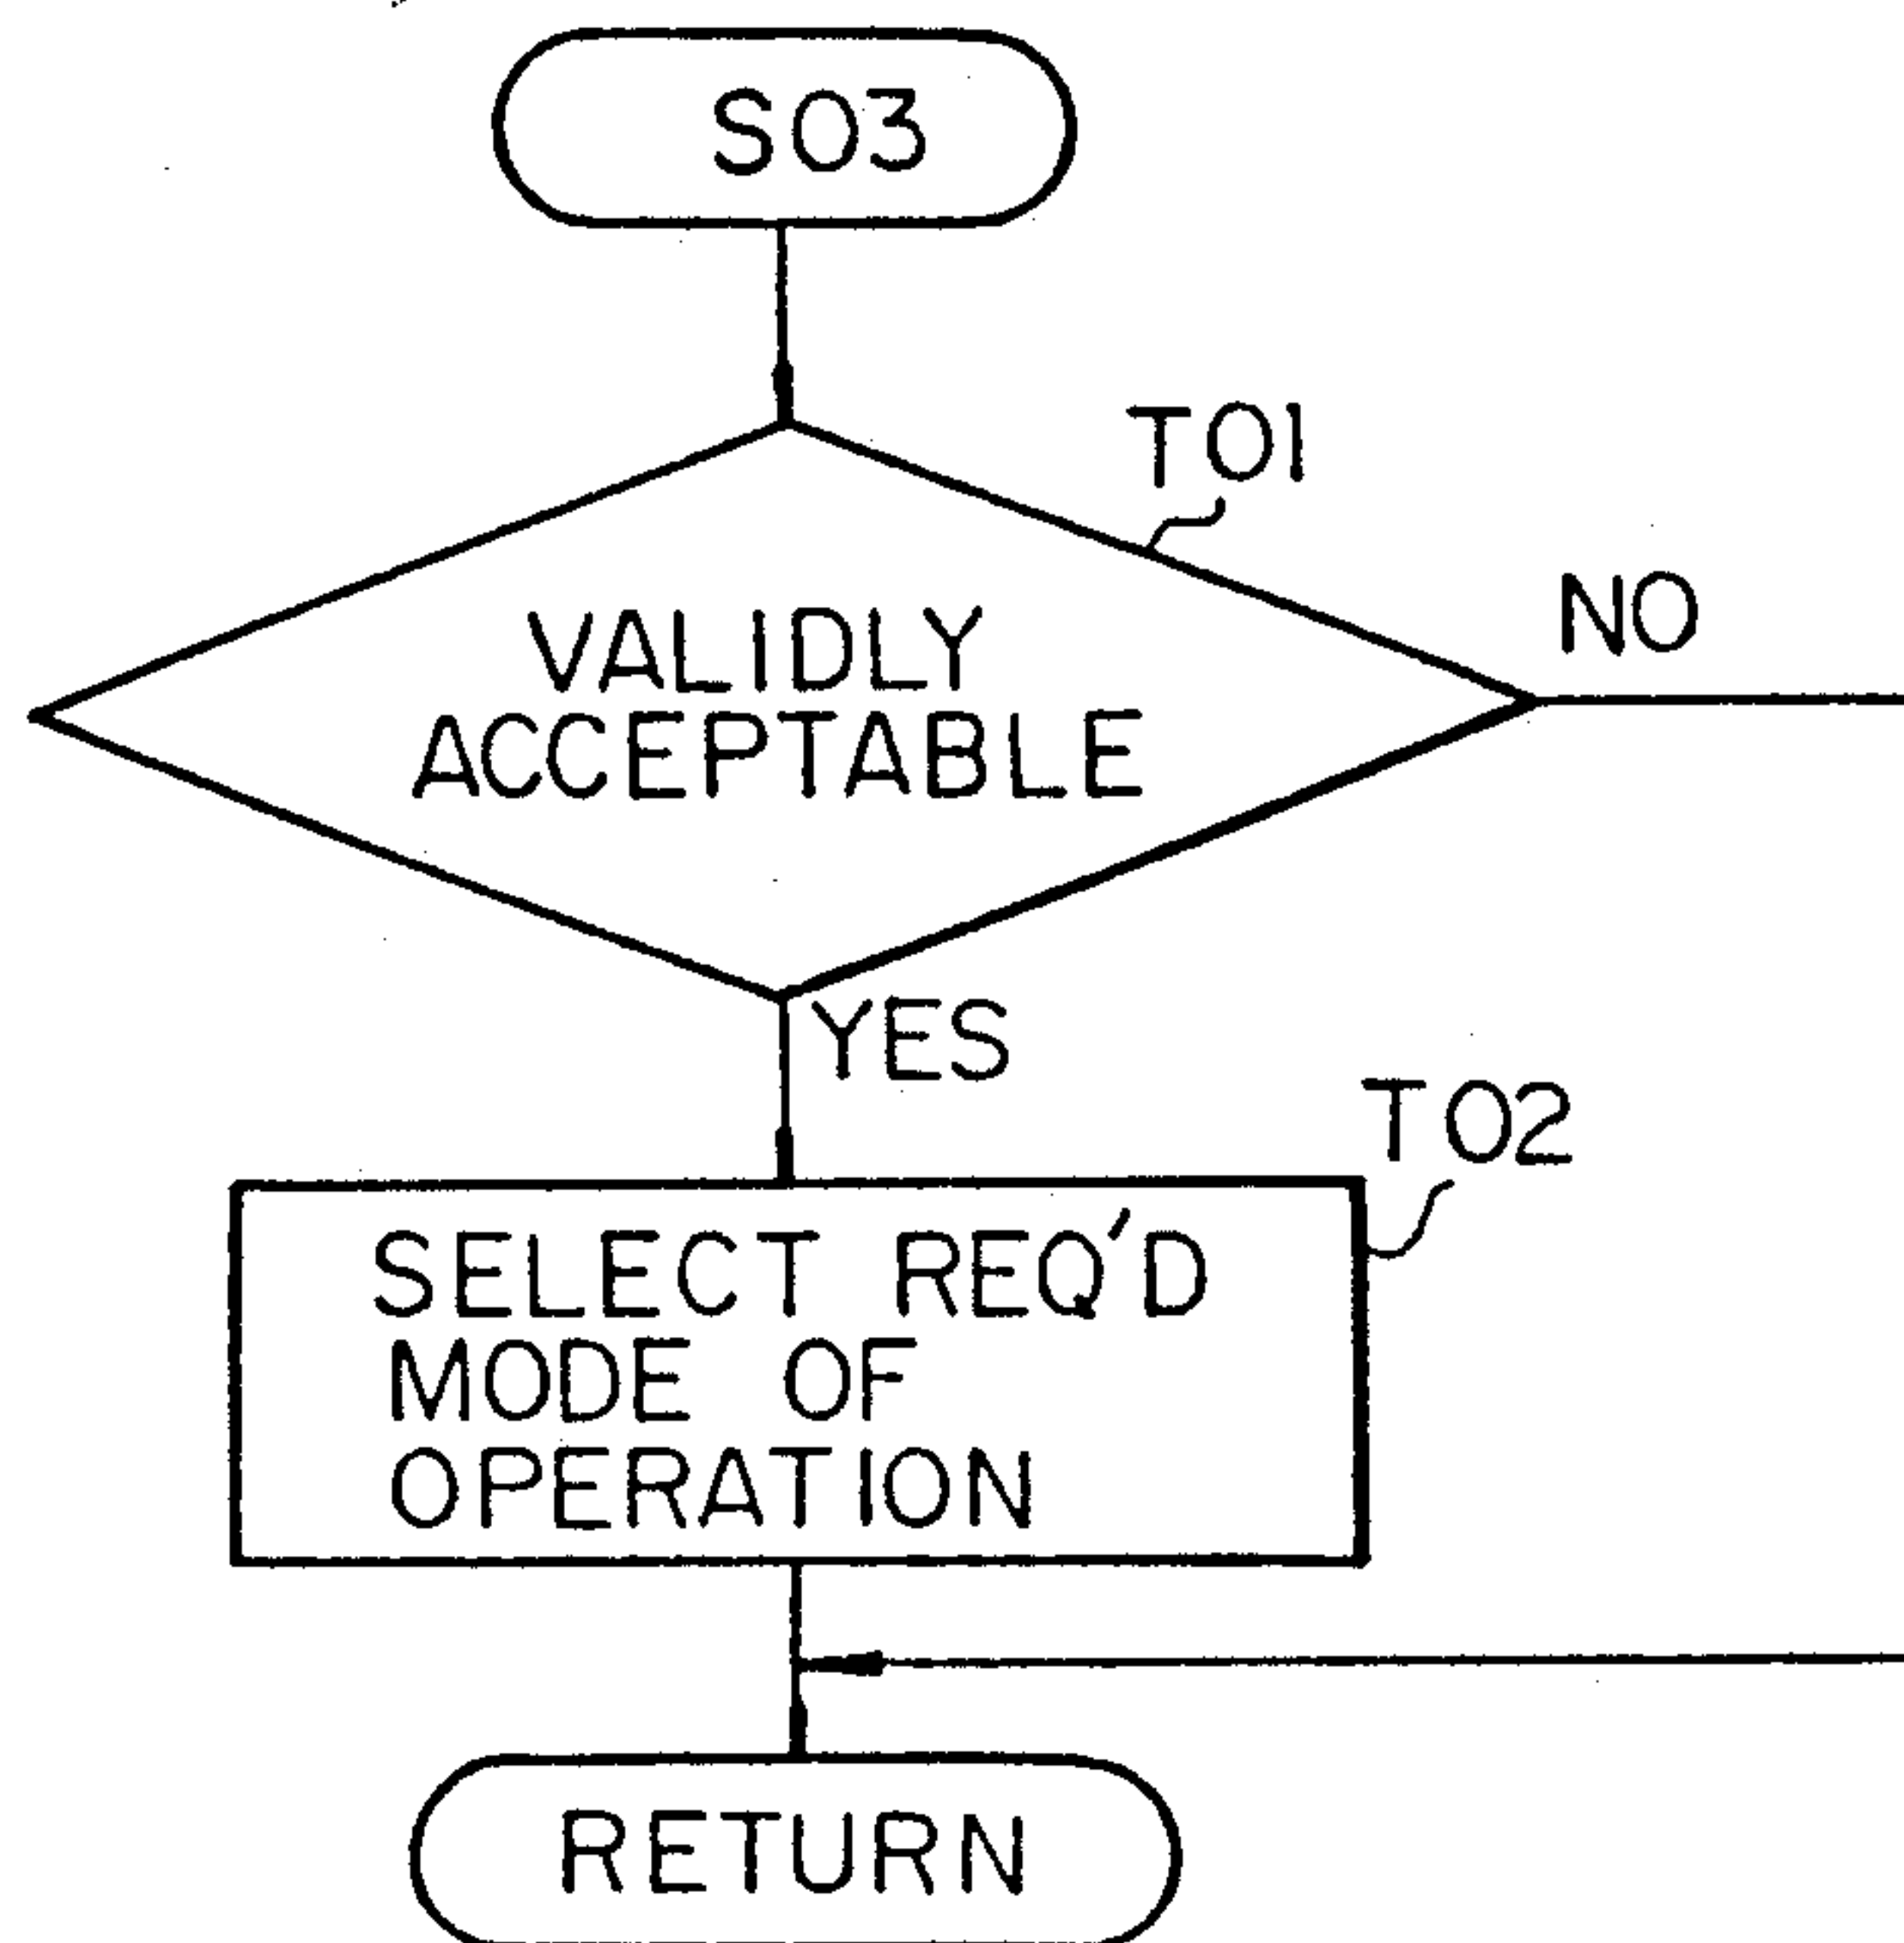 S03
T01
NO
VALIDLY
ACCEPTABLE
YES
T02
SELECT REQ'D
MODE OF
OPERATION
RETURN